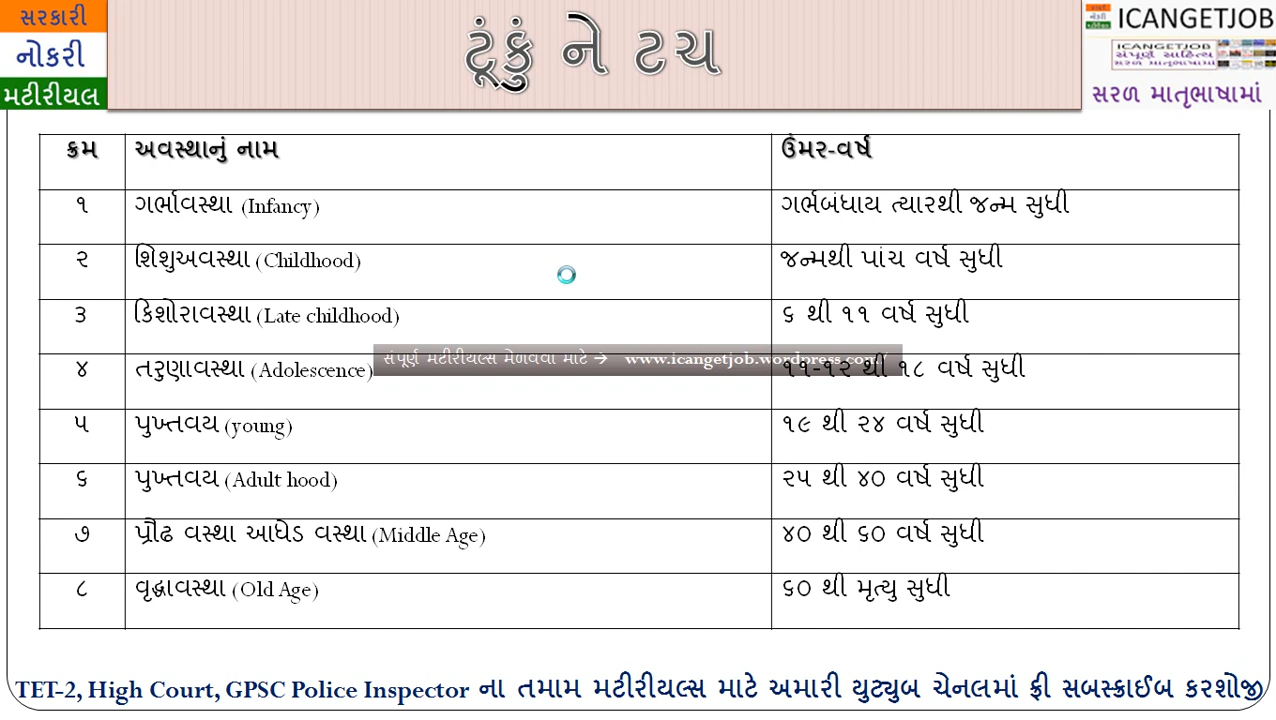 સરકારી
નોકરી
મટીરીયલ
ટૂંકું ને ટચ
ICANGETJOB
ICANGETJOB
સંપૂર્ણ સાહિત્ય
સરળ માતૃભાષામાં
સરળ માતૃભાષામાં
ક્રમ અવસ્થાનું નામ ઉંમર-વર્ષ
૧ ગર્ભાવસ્થા (Infancy) ગર્ભબંધાય ત્યારથી જન્મ સુધી
૨ શિશુઅવસ્થા (Childhood) જન્મથી પાંચ વર્ષ સુધી
૩ કિશોરાવસ્થા (Late childhood) ૬ થી ૧૧ વર્ષ સુધી
સંપૂર્ણ મટીરીયલ્સ મેળવવા માટે → www.icangetjob.wordpress.com/
૪ તરુણાવસ્થા (Adolescence) ૧૧-૧૨ થી ૧૮ વર્ષ સુધી
૫ પુખ્તવય (young) ૧૯ થી ૨૪ વર્ષ સુધી
૬ પુખ્તવય (Adult hood) ૨૫ થી ૪૦ વર્ષ સુધી
૭ પ્રૌઢ વસ્થા આધેડ વસ્થા (Middle Age) ૪૦ થી ૬૦ વર્ષ સુધી
૮ વૃદ્ધાવસ્થા (Old Age) ૬૦ થી મૃત્યુ સુધી
TET-2, High Court, GPSC Police Inspector ના તમામ મટીરીયલ્સ માટે અમારી યુટ્યુબ ચેનલમાં ફ્રી સબસ્ક્રાઈબ કરશોજી